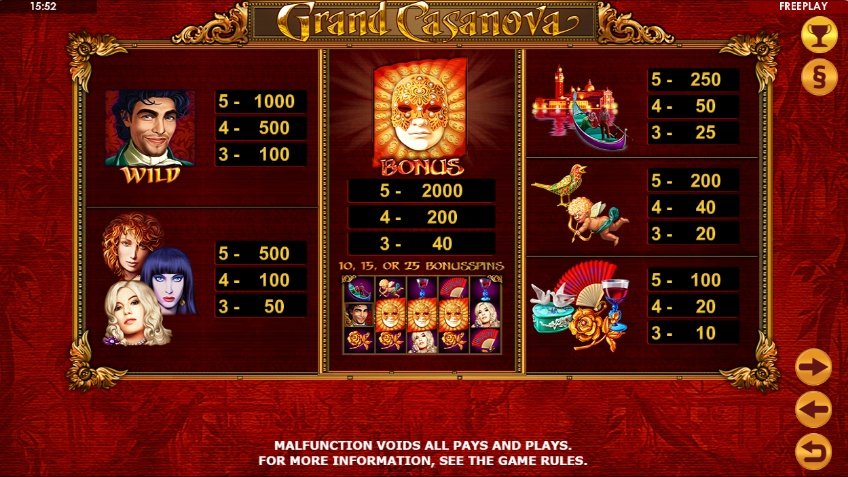 15:52
FREEPLAY
Grand Casanova
§
WILD
5 - 1000
4 - 500
3 - 100
5 - 500
4 - 100
3 - 50
BONUS
5 - 2000
4 - 200
3 - 40
10, 15, OR 25 BONUSSPINS
5 - 250
4 - 50
3 - 25
5 - 200
4 - 40
3 - 20
5 - 100
4 - 20
3 - 10
MALFUNCTION VOIDS ALL PAYS AND PLAYS.
FOR MORE INFORMATION, SEE THE GAME RULES.